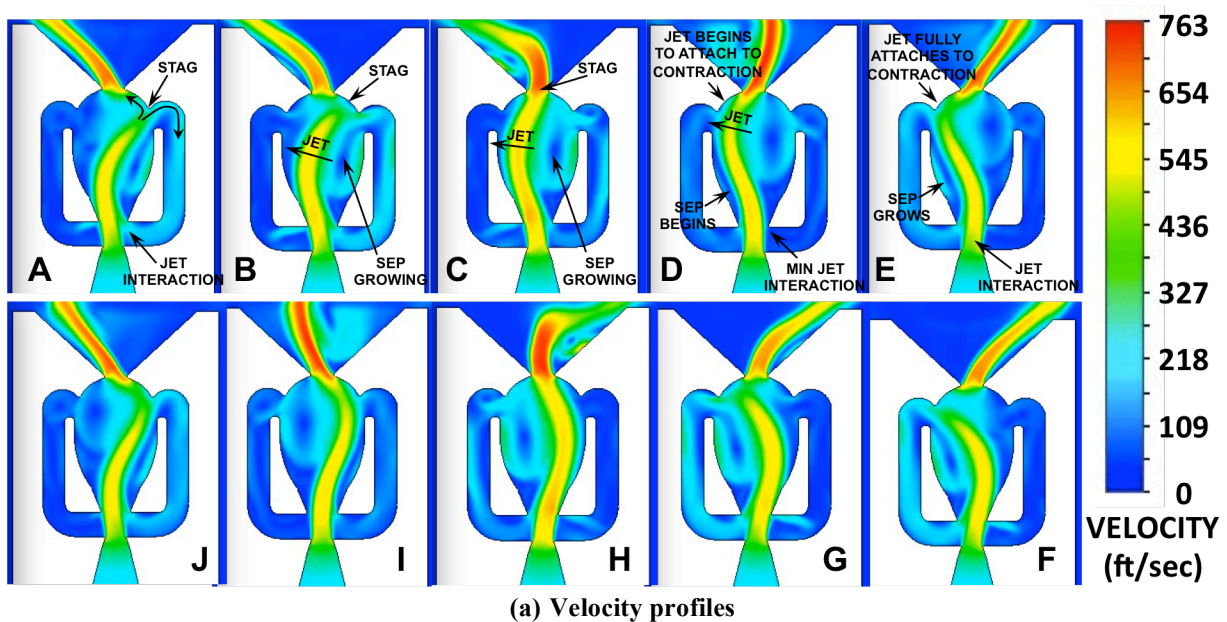 STAG
JET
INTERACTION
A
STAG
JET
SEP
GROWING
B
STAG
JET
SEP
GROWING
C
JET BEGINS
TO ATTACH TO
CONTRACTION
JET
SEP
BEGINS
MIN JET
INTERACTION
D
JET FULLY
ATTACHES TO
CONTRACTION
SEP
GROWS
JET
INTERACTION
E
J
I
H
G
F
763
654
545
436
327
218
109
0
VELOCITY
(ft/sec)
(a) Velocity profiles